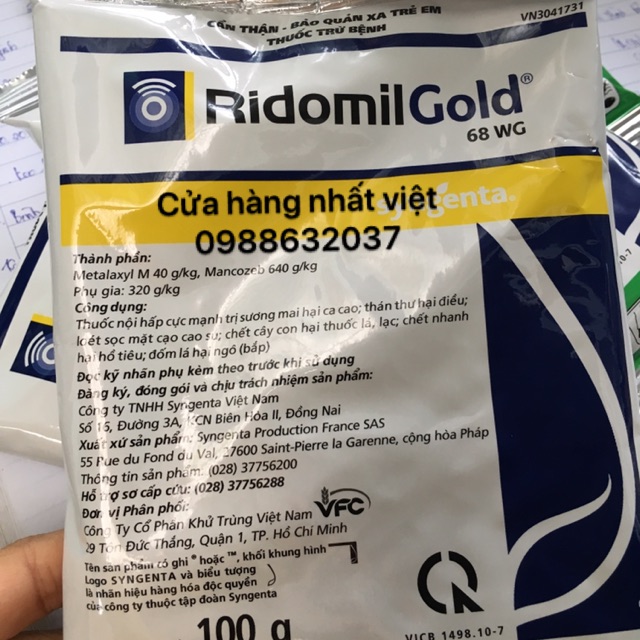 CẨN THẬN - BẢO QUẢN XA TRẺ EM
VN3041731
THUỐC TRỪ BỆNH
RidomilGold®
68 WG
syngenta.
Cửa hàng nhất việt
0988632037
Thành phần:
Metalaxyl M 40 g/kg, Mancozeb 640 g/kg
Phụ gia: 320 g/kg
Công dụng:
Thuốc nội hấp cực mạnh trị sương mai hại ca cao; thán thư hại điều;
loét sọc mặt cạo cao su; chết cây con hại thuốc lá, lạc; chết nhanh
hại hồ tiêu; đốm lá hại ngô (bắp)
Đọc kỹ nhãn phụ kèm theo trước khi sử dụng
Đăng ký, đóng gói và chịu trách nhiệm sản phẩm:
Công ty TNHH Syngenta Việt Nam
Số 16, Đường 3A, KCN Biên Hòa II, Đồng Nai
Xuất xứ sản phẩm: Syngenta Production France SAS
55 Rue du Fond du Val, 27600 Saint-Pierre la Garenne, cộng hòa Pháp
Thông tin sản phẩm: (028) 37756200
Hỗ trợ sơ cấp cứu: (028) 37756288
Đơn vị Phân phối:
VFC
Công Ty Cổ Phần Khử Trùng Việt Nam
29 Tôn Đức Thắng, Quận 1, TP. Hồ Chí Minh
Tên sản phẩm có ghi ® hoặc ™, khối khung hình
Logo SYNGENTA và biểu tượng
là nhãn hiệu hàng hóa độc quyền
của công ty thuộc tập đoàn Syngenta
100 g
VICB 1498.10-7